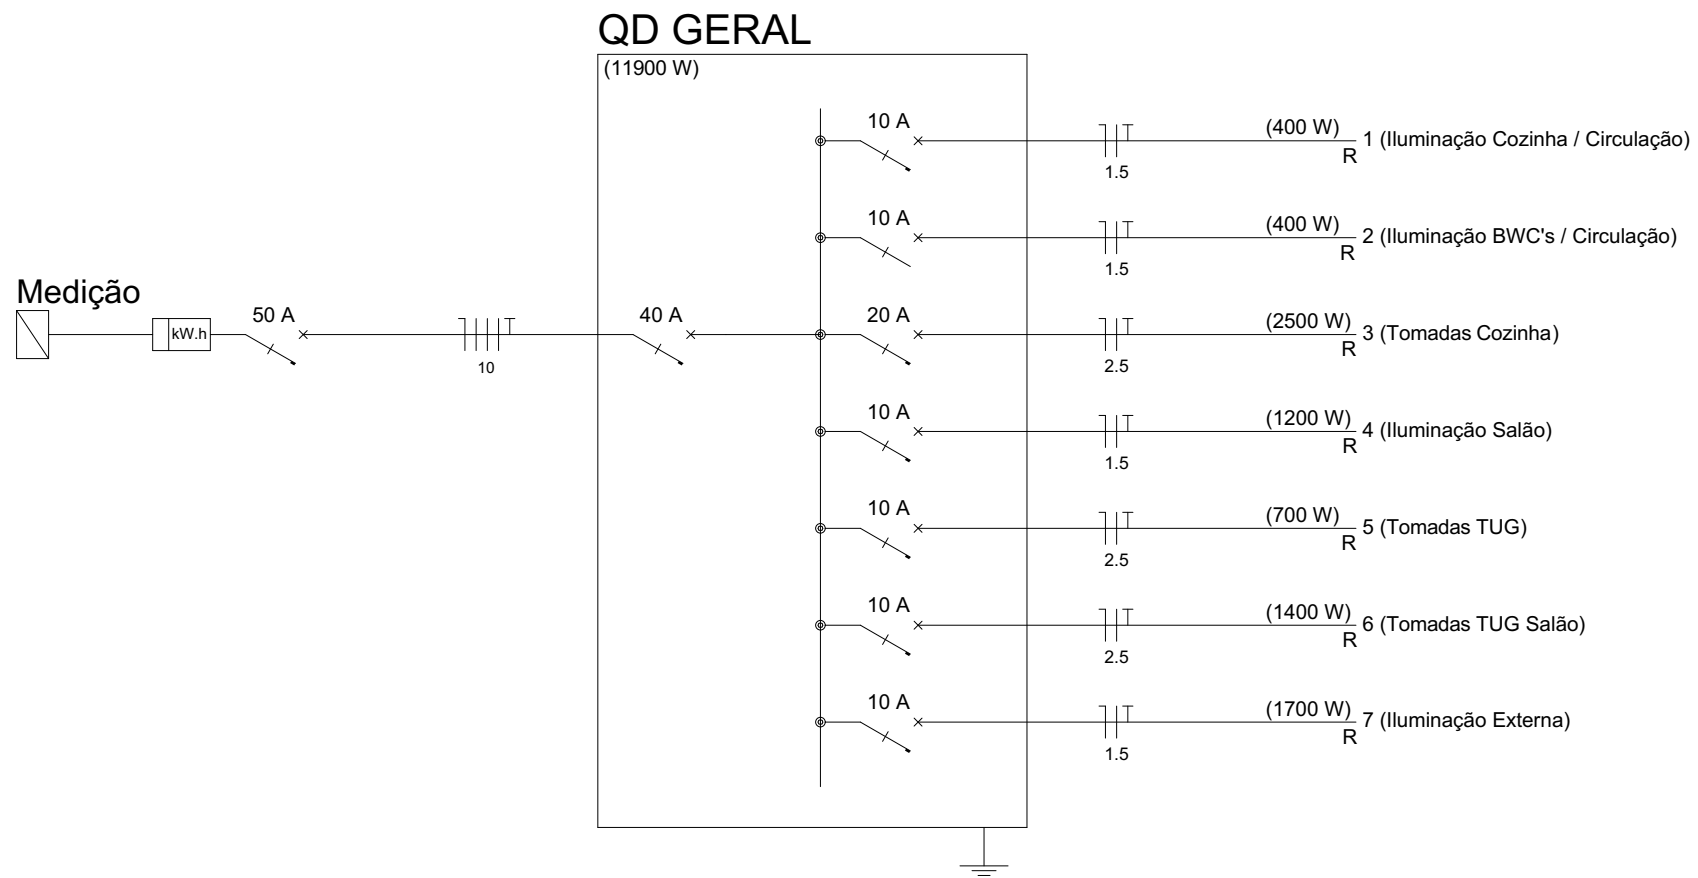 QD GERAL
(11900 W)
10 A
(400 W)
1 (Iluminação Cozinha / Circulação)
R
1.5
10 A
(400 W)
2 (Iluminação BWC's / Circulação)
R
1.5
Medição
kW.h
50 A
10
40 A
20 A
(2500 W)
3 (Tomadas Cozinha)
R
2.5
10 A
(1200 W)
4 (Iluminação Salão)
R
1.5
10 A
(700 W)
5 (Tomadas TUG)
R
2.5
10 A
(1400 W)
6 (Tomadas TUG Salão)
R
2.5
10 A
(1700 W)
7 (Iluminação Externa)
R
1.5